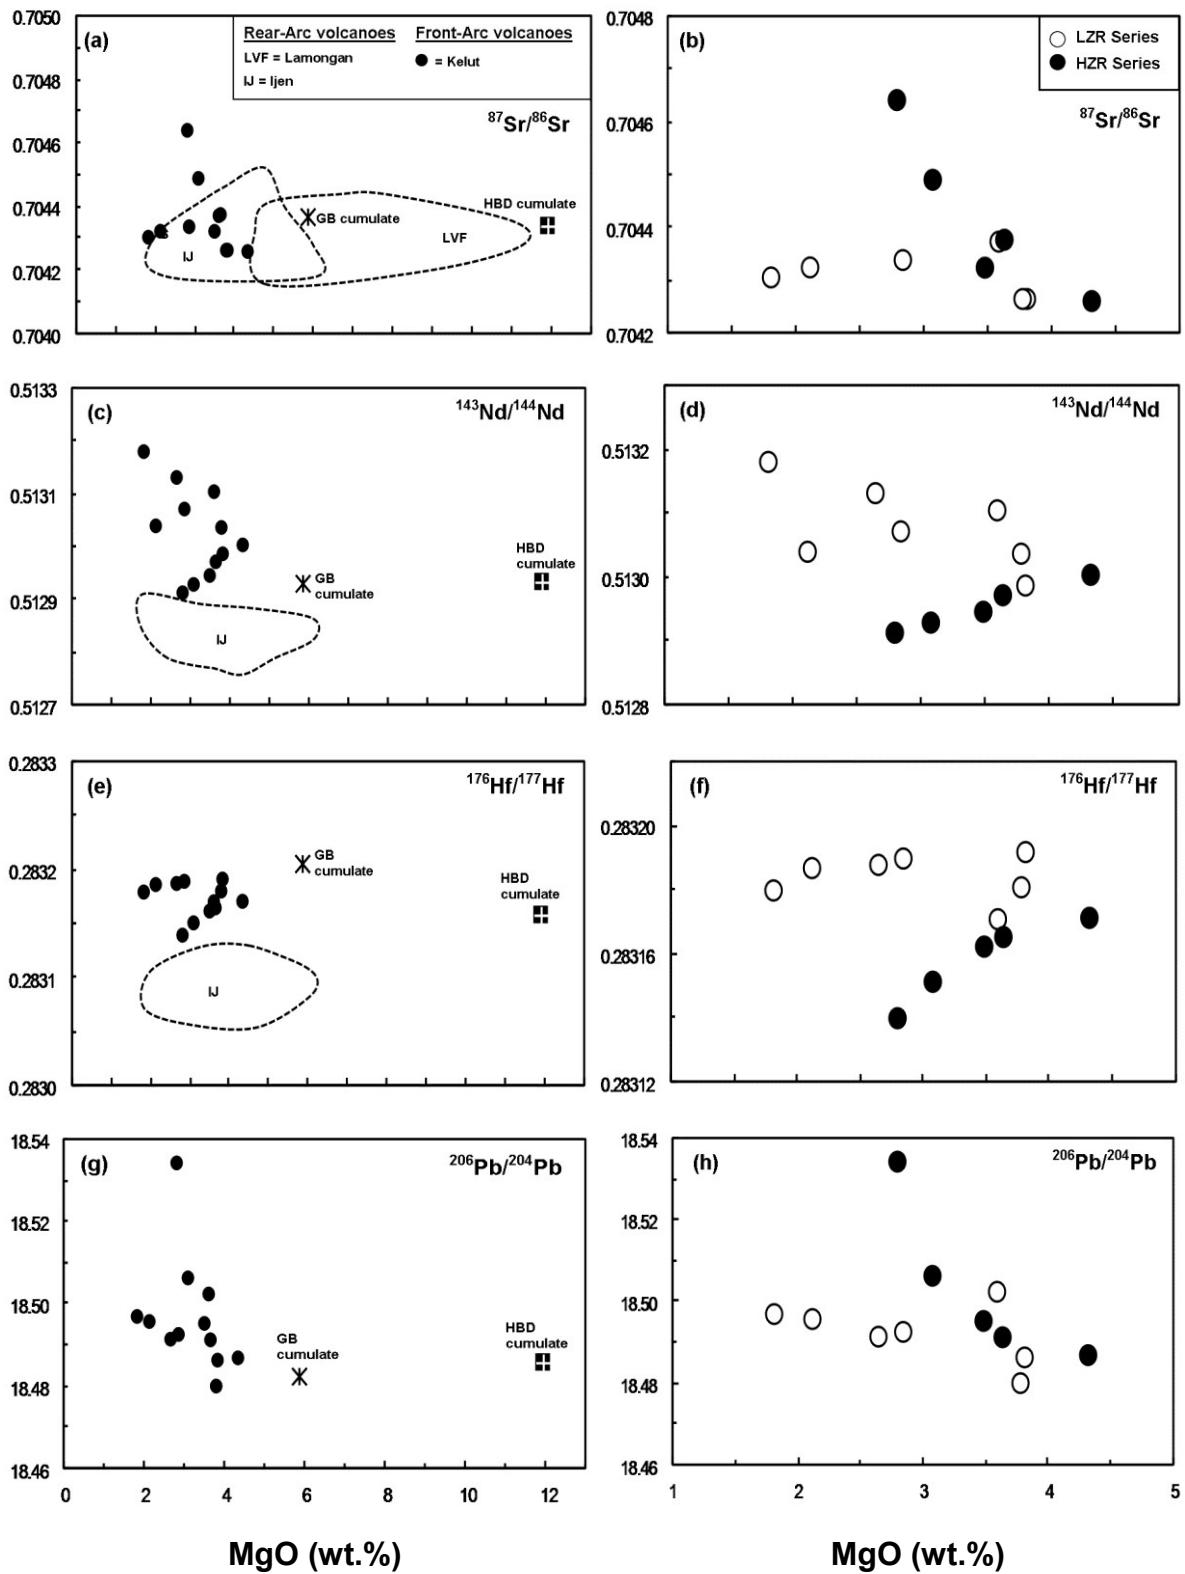 (a)
Rear-Arc volcanoes Front-Arc volcanoes
LVF = Lamongan = Kelut
IJ = Ijen
87Sr/86Sr
0.7050
0.7048
0.7046
0.7044
0.7042
0.7040
GB cumulate
HBD cumulate
LVF
IJ
(b)
LZR Series
HZR Series
87Sr/86Sr
0.7048
0.7046
0.7044
0.7042
(c)
143Nd/144Nd
0.5133
0.5131
0.5129
0.5127
HBD
cumulate
GB
cumulate
IJ
(d)
143Nd/144Nd
0.5132
0.5130
0.5128
(e)
176Hf/177Hf
0.2833
0.2832
0.2831
0.2830
GB
cumulate
HBD
cumulate
IJ
(f)
176Hf/177Hf
0.28320
0.28316
0.28312
(g)
206Pb/204Pb
18.54
18.52
18.50
18.48
18.46
GB
cumulate
HBD
cumulate
0 2 4 6 8 10 12
MgO (wt.%)
(h)
206Pb/204Pb
18.54
18.52
18.50
18.48
18.46
1 2 3 4 5
MgO (wt.%)